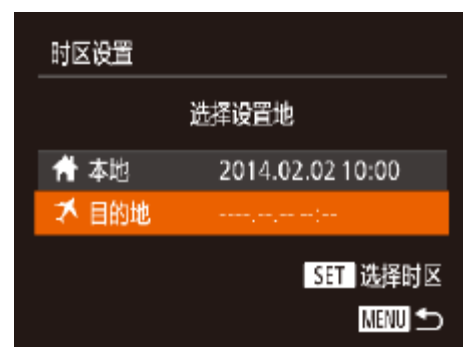 时区设置
选择设置地
本地 2014.02.02 10:00
目的地 ----.--.-- --:--
SET 选择时区
MENU